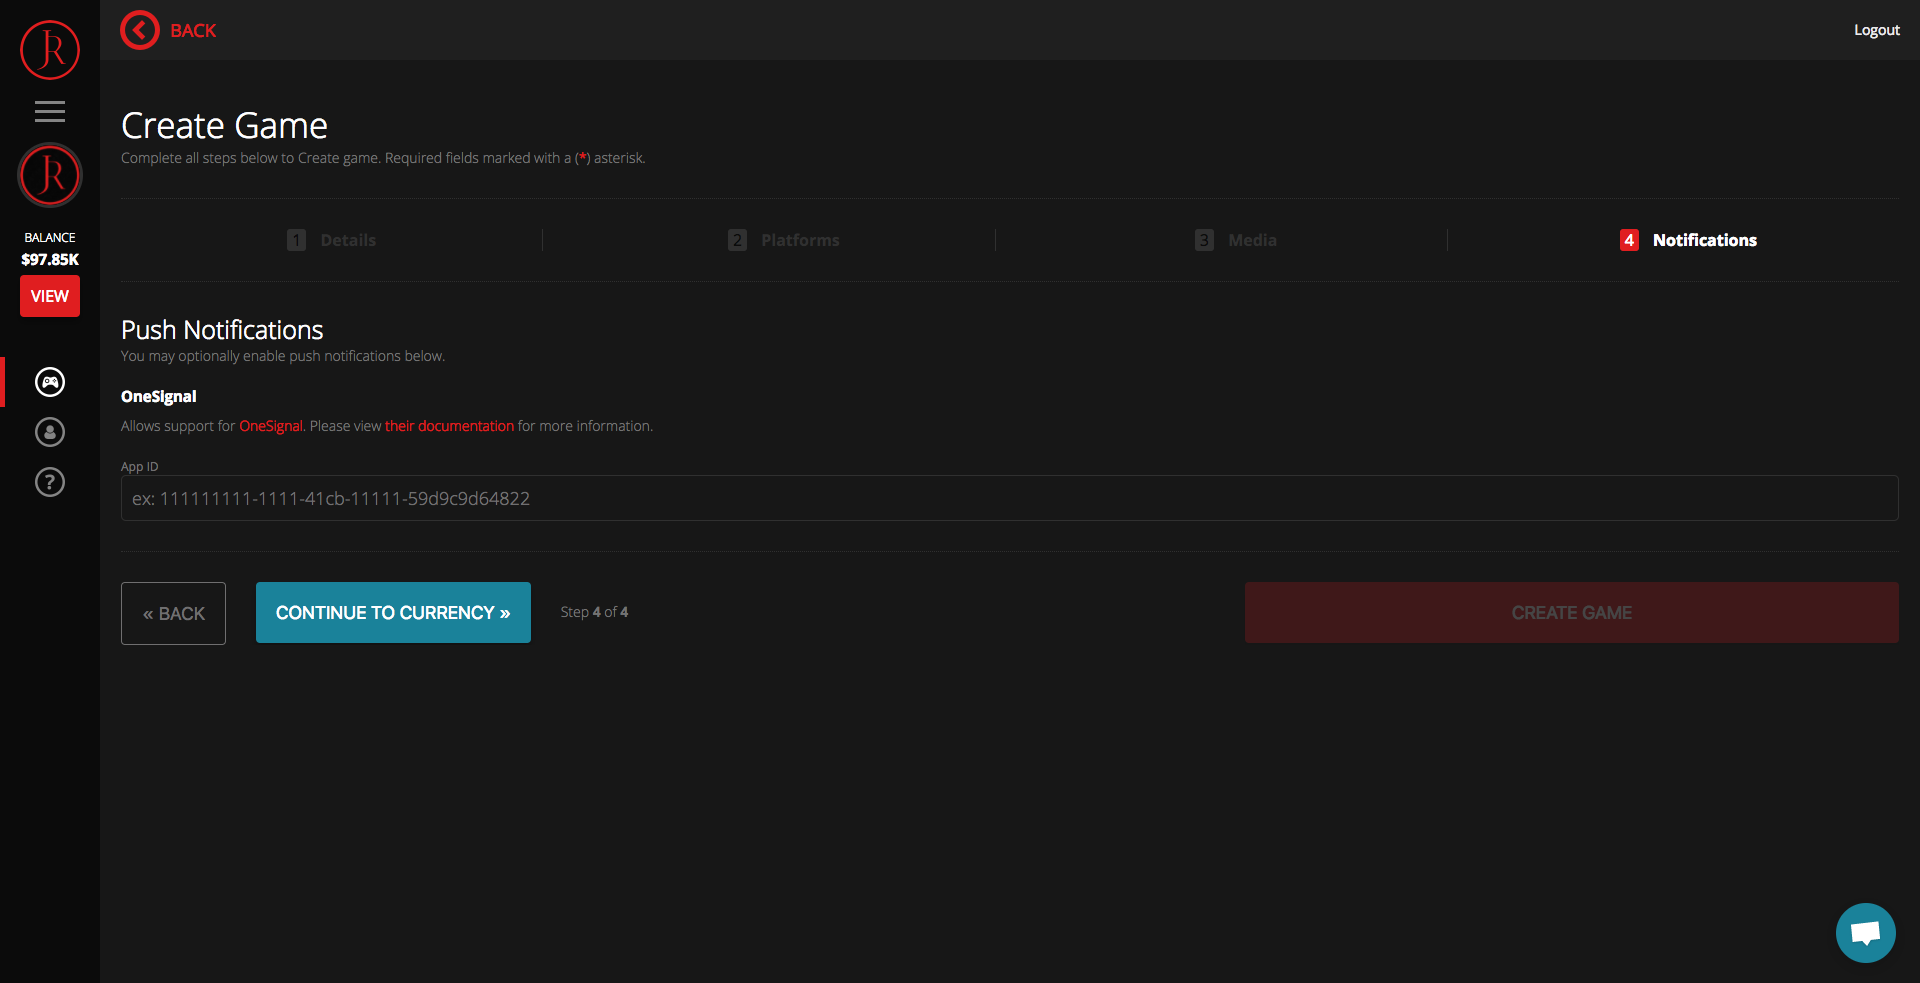 JR
BACK
Logout
JR
BALANCE
$97.85K
VIEW
?
Create Game
Complete all steps below to Create game. Required fields marked with a (*) asterisk.
1 Details
2 Platforms
3 Media
4 Notifications
Push Notifications
You may optionally enable push notifications below.
OneSignal
Allows support for OneSignal. Please view their documentation for more information.
App ID
ex: 111111111-1111-41cb-11111-59d9c9d64822
« BACK
CONTINUE TO CURRENCY »
Step 4 of 4
CREATE GAME